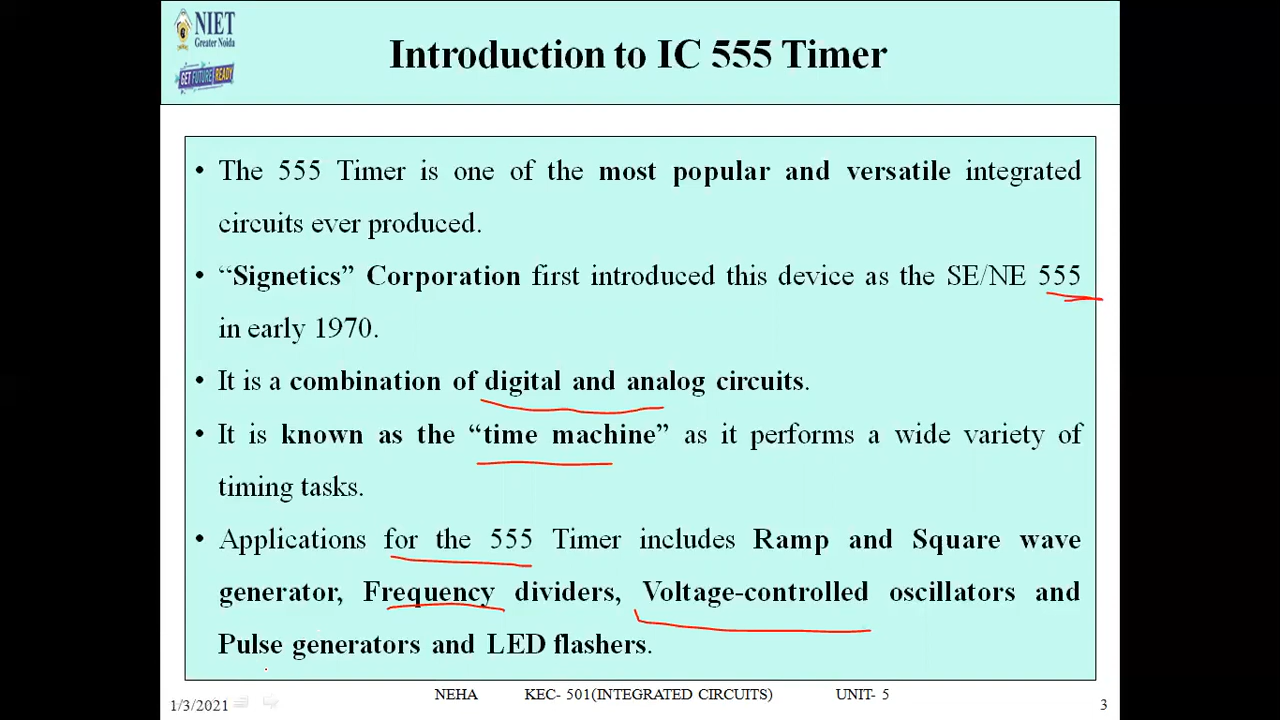 NIET
Greater Noida
GET FUTURE READY
Introduction to IC 555 Timer
• The 555 Timer is one of the most popular and versatile integrated
circuits ever produced.
• “Signetics” Corporation first introduced this device as the SE/NE 555
in early 1970.
• It is a combination of digital and analog circuits.
• It is known as the “time machine” as it performs a wide variety of
timing tasks.
• Applications for the 555 Timer includes Ramp and Square wave
generator, Frequency dividers, Voltage-controlled oscillators and
Pulse generators and LED flashers.
1/3/2021 NEHA KEC- 501(INTEGRATED CIRCUITS) UNIT- 5 3